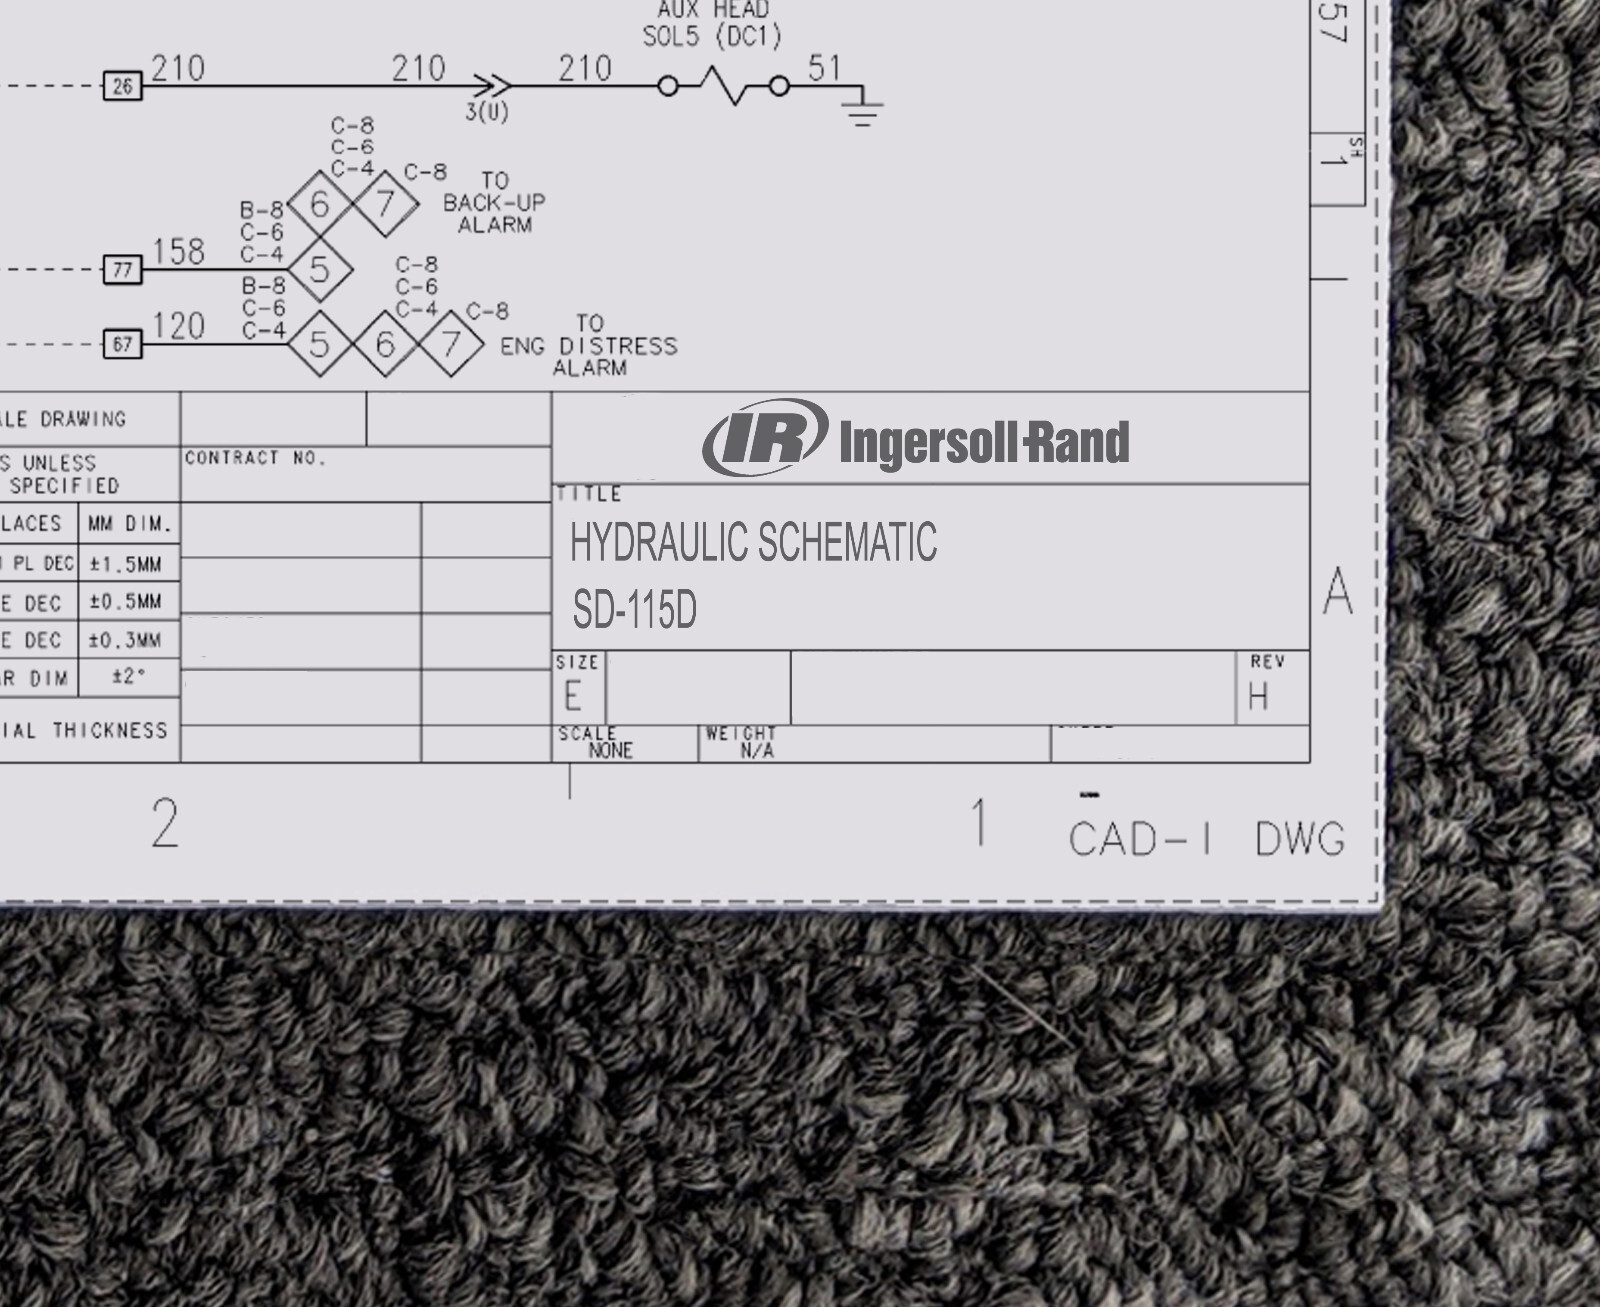 AUX HEAD
SOL5 (DC1)
57
26 210 210 210 51
3(U)
SH
1
C-8
C-6
C-4
C-8
6 7
TO
BACK-UP
ALARM
B-8
C-6
C-4
77 158 5
C-8
C-6
C-4
C-8
B-8
C-6
C-4
67 120 5 6 7
TO
ENG DISTRESS
ALARM
LE DRAWING
IR Ingersoll-Rand
S UNLESS
SPECIFIED
CONTRACT NO.
TITLE
HYDRAULIC SCHEMATIC
SD-115D
LACES MM DIM.
PL DEC ±1.5MM
E DEC ±0.5MM
E DEC ±0.3MM
R DIM ±2°
IAL THICKNESS
A
SIZE
E
REV
H
SCALE
NONE
WEIGHT
N/A
2
1
CAD-I DWG